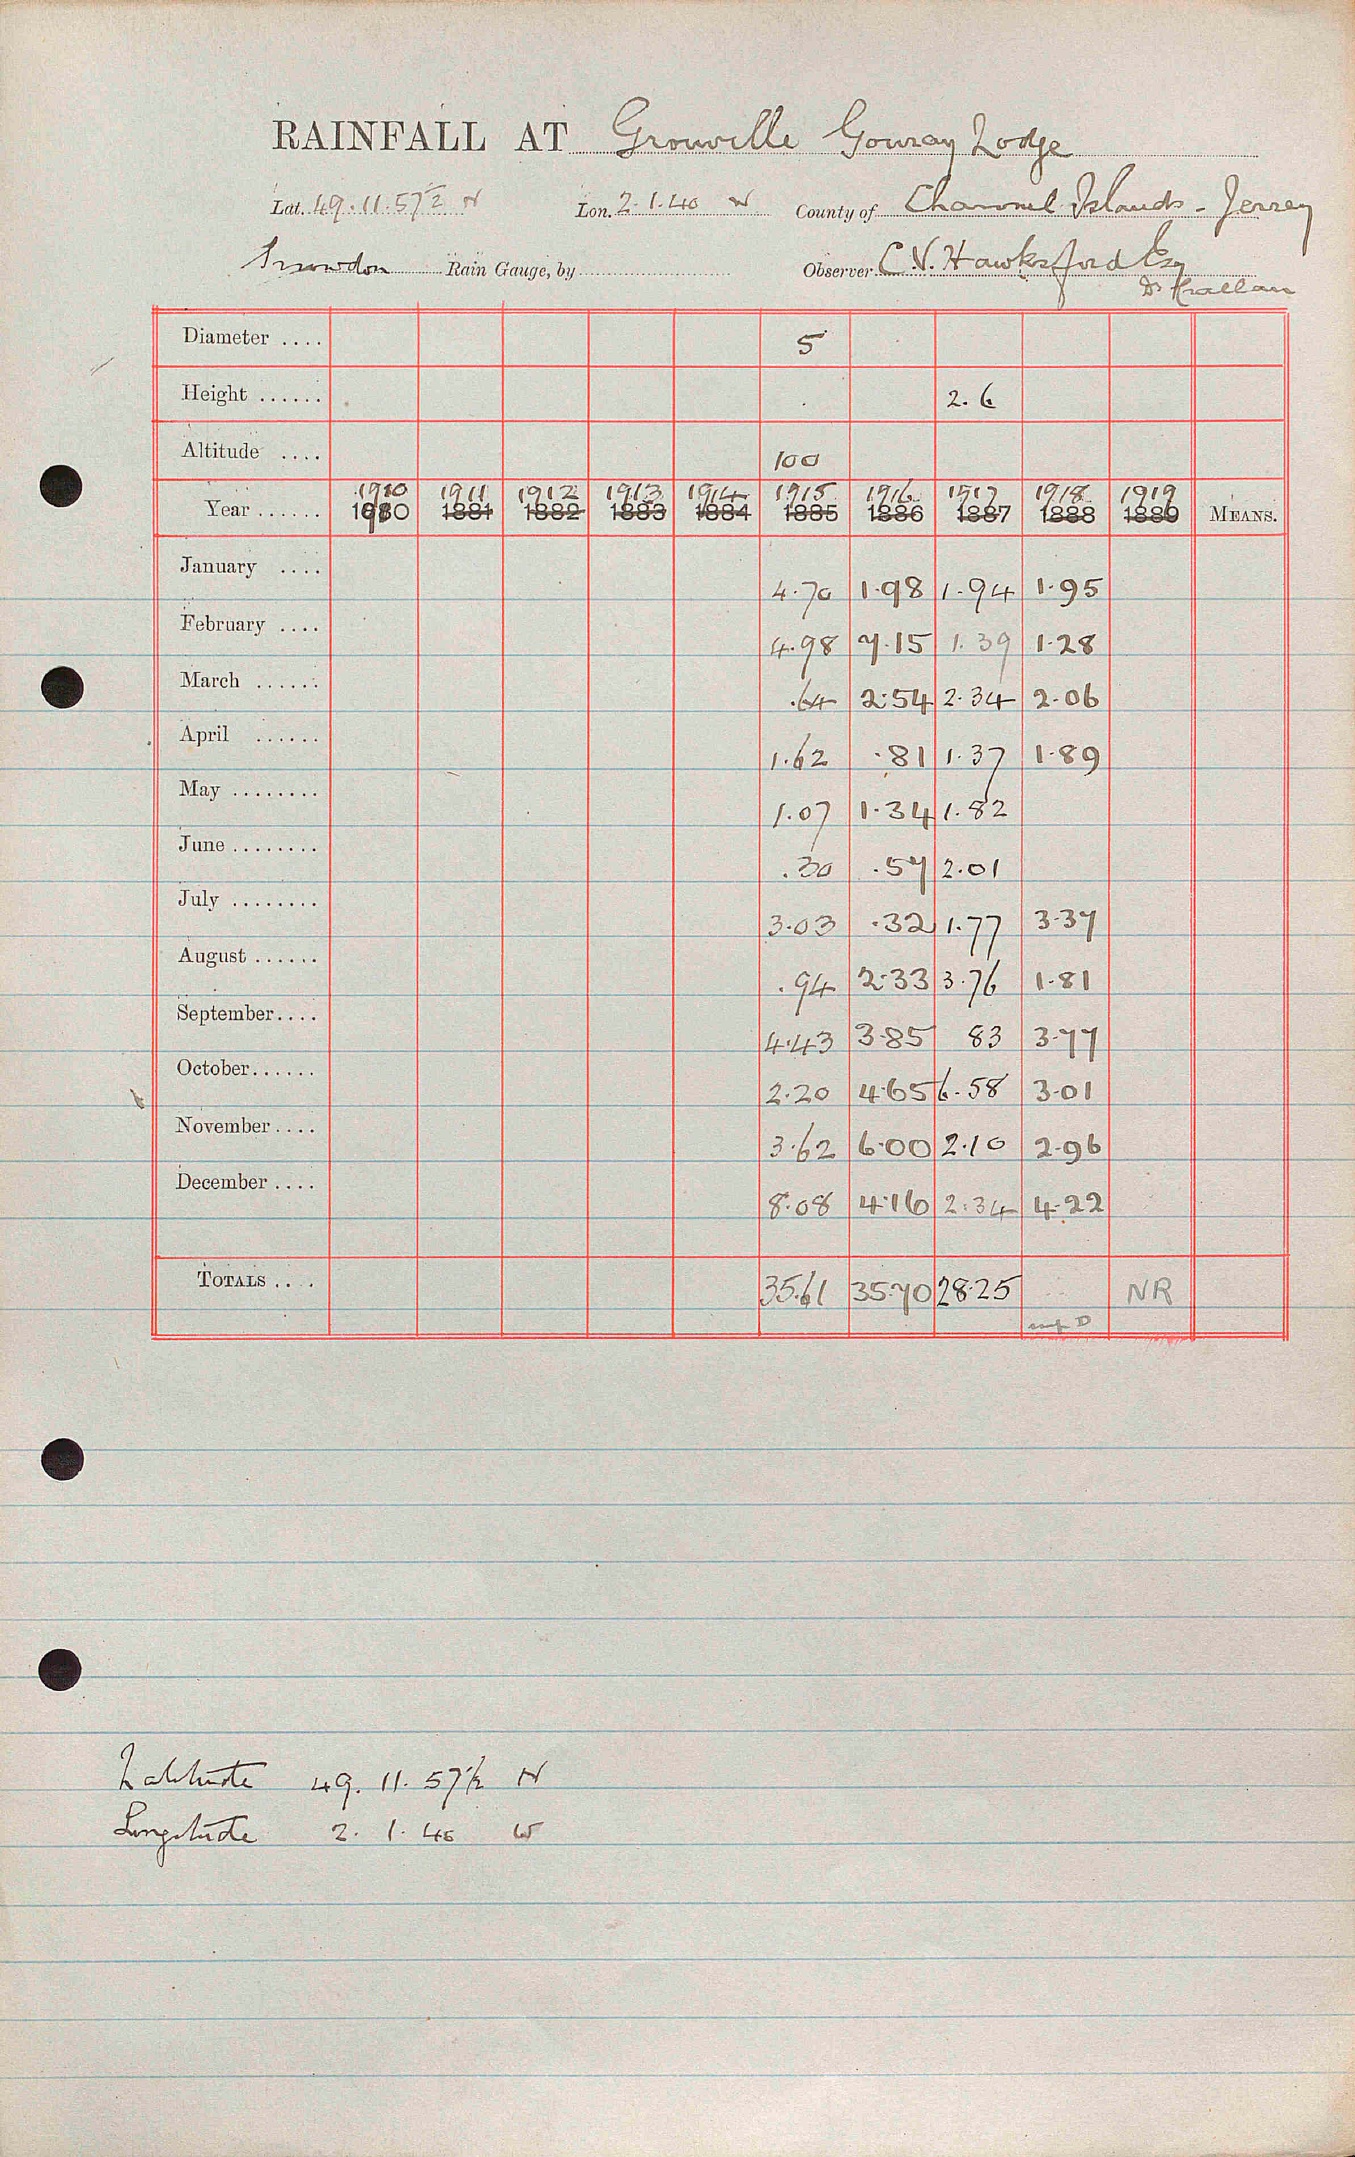 RAINFALL AT Grouville Gouray Lodge
Lat. 49.11.57½ N Lon. 2.1.40 W County of Channel Islands - Jersey
Snowdon Rain Gauge, by Observer C. V. Hawksford Esq
Diameter .... 5
Height ...... 2.6
Altitude .... 100
1910 1911 1912 1913 1914 1915 1916 1917 1918 1919
Year ...... 1880 1881 1882 1883 1884 1885 1886 1887 1888 1889 MEANS.
January .... 4.70 1.98 1.94 1.95
February .... 4.98 7.15 1.39 1.28
March ...... .64 2.54 2.34 2.06
April ...... 1.62 .81 1.37 1.89
May ........ 1.07 1.34 1.82
June ........ .30 .57 2.01
July ........ 3.03 .32 1.77 3.37
August ...... .94 2.33 3.76 1.81
September.... 4.43 3.85 83 3.77
October...... 2.20 4.65 6.58 3.01
November .... 3.62 6.00 2.10 2.96
December .... 8.08 4.16 2.34 4.22
TOTALS .... 35.61 35.70 28.25 NR
Latitude 49. 11. 57½ N
Longitude 2. 1. 40 W